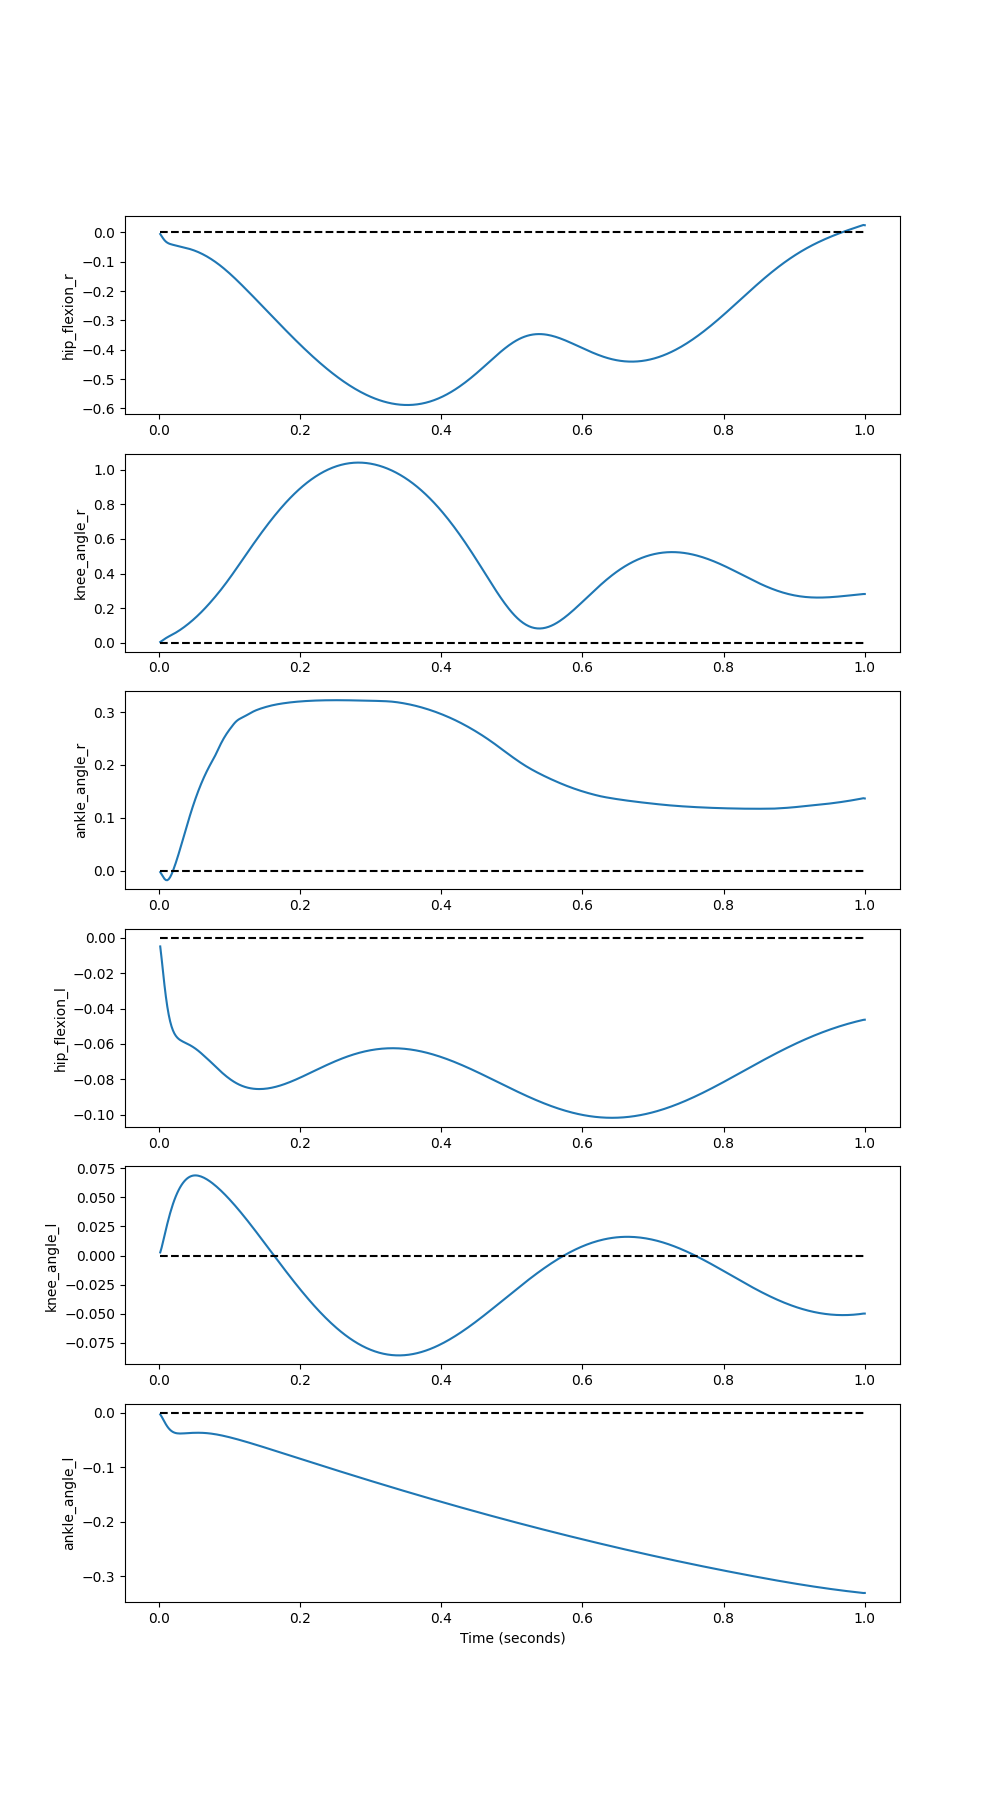 hip_flexion_r
0.0
−0.1
−0.2
−0.3
−0.4
−0.5
−0.6
0.0 0.2 0.4 0.6 0.8 1.0
knee_angle_r
1.0
0.8
0.6
0.4
0.2
0.0
0.0 0.2 0.4 0.6 0.8 1.0
ankle_angle_r
0.3
0.2
0.1
0.0
0.0 0.2 0.4 0.6 0.8 1.0
hip_flexion_l
0.00
−0.02
−0.04
−0.06
−0.08
−0.10
0.0 0.2 0.4 0.6 0.8 1.0
knee_angle_l
0.075
0.050
0.025
0.000
−0.025
−0.050
−0.075
0.0 0.2 0.4 0.6 0.8 1.0
ankle_angle_l
0.0
−0.1
−0.2
−0.3
0.0 0.2 0.4 0.6 0.8 1.0
Time (seconds)